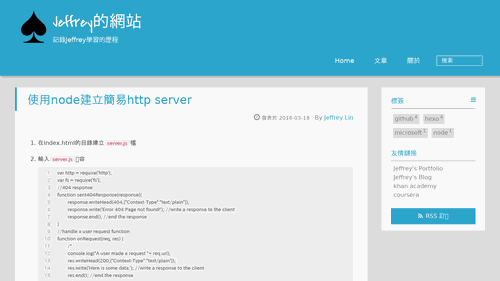 Jeffrey的網站
記錄Jeffrey學習的歷程
Home 文章 關於 搜索
使用node建立簡易http server
發表於 2016-03-18 By Jeffrey Lin
1. 在index.html的目錄建立 server.js 檔
2. 輸入 server.js 容
1 var http = require('http');
2 var fs = require('fs');
3 //404 response
4 function sent404Response(response){
5 response.writeHead(404,{"Context-Type":"text/plain"});
6 response.write("Error 404 Page not found!"); //write a response to the client
7 response.end(); //end the response
8 }
9 //handle a user request function
10 function onRequest(req, res) {
11 /*
12 console.log("A user made a request "+ req.url);
13 res.writeHead(200,{"Context-Type":"text/plain"});
14 res.write('Here is some data:'); //write a response to the client
15 res.end(); //end the response
標籤
github 6 hexo 6
microsoft 1 node 1
友情鏈接
Jeffrey's Portfolio
Jeffrey's Blog
khan academy
coursera
RSS 訂